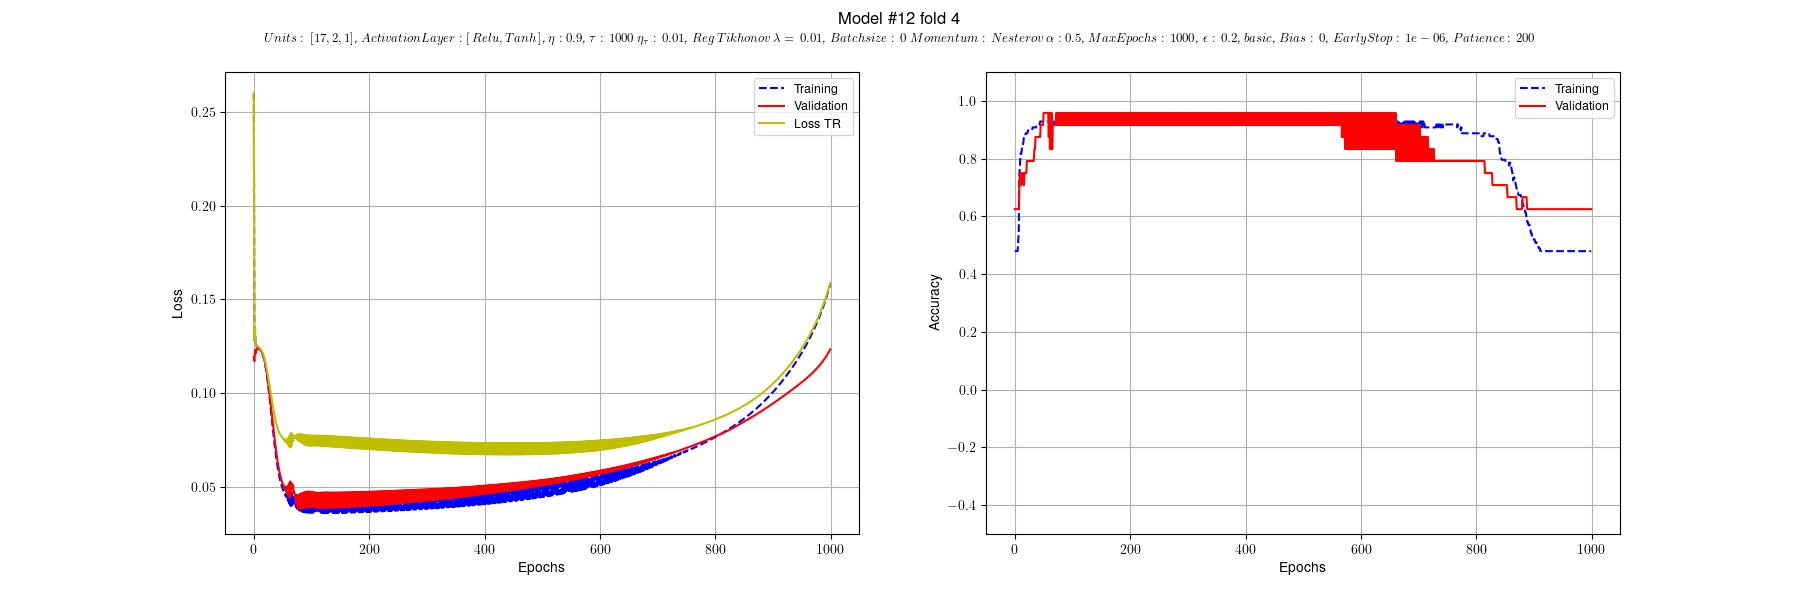 Model #12 fold 4
Units : [17, 2, 1], ActivationLayer : [ Relu, Tanh], η : 0.9, τ : 1000 η_τ : 0.01, Reg Tikhonov λ = 0.01, Batchsize : 0 Momentum : Nesterov α : 0.5, MaxEpochs : 1000, ϵ : 0.2, basic, Bias : 0, EarlyStop : 1e − 06, Patience : 200
Training
Validation
Loss TR
0.25
0.20
0.15
0.10
0.05
Loss
0 200 400 600 800 1000
Epochs
Training
Validation
1.0
0.8
0.6
0.4
0.2
0.0
−0.2
−0.4
Accuracy
0 200 400 600 800 1000
Epochs